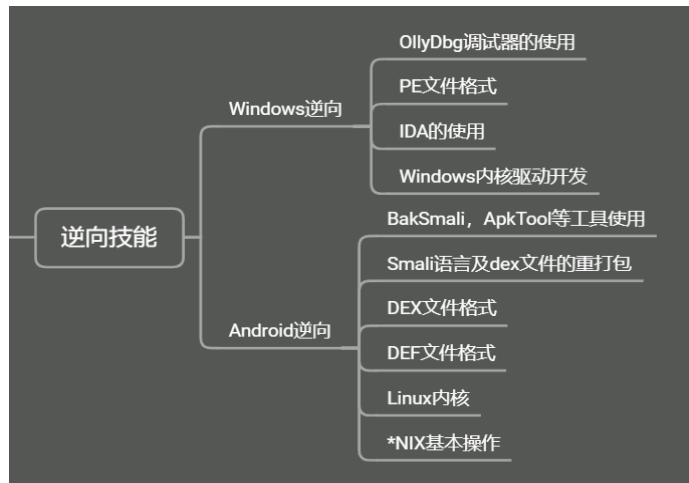 逆向技能
Windows逆向
OllyDbg调试器的使用
PE文件格式
IDA的使用
Windows内核驱动开发
Android逆向
BakSmali，ApkTool等工具使用
Smali语言及dex文件的重打包
DEX文件格式
DEF文件格式
Linux内核
*NIX基本操作